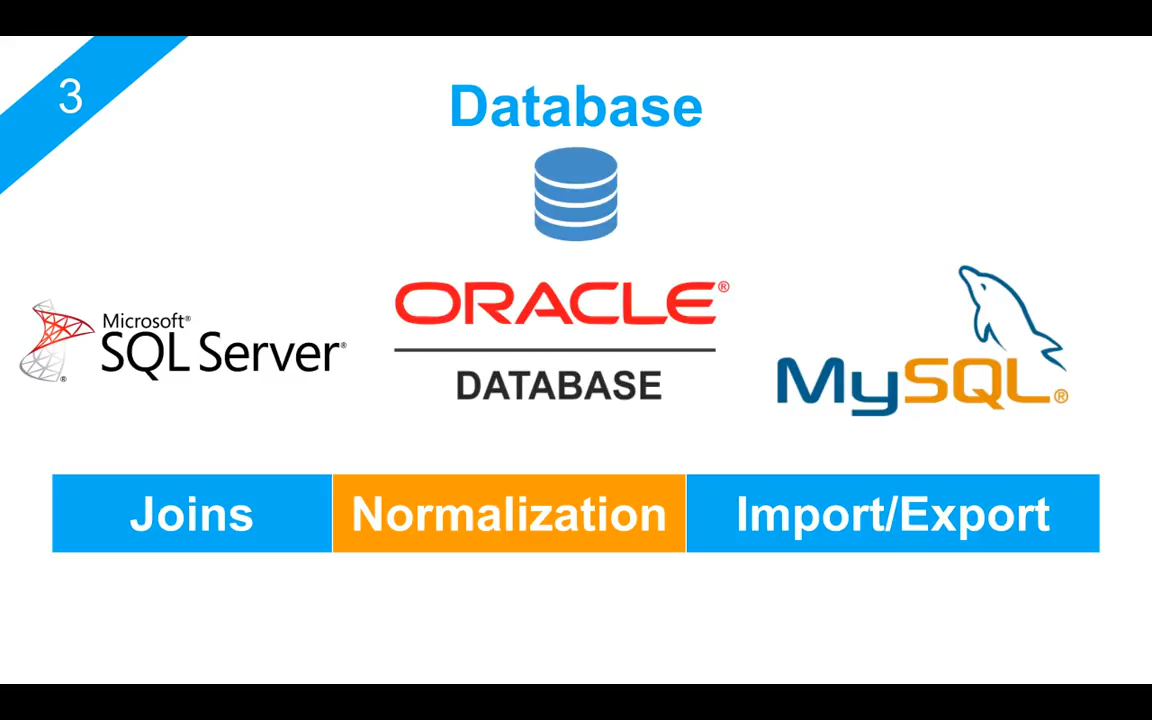 3
Database
Microsoft®
SQL Server®
®
ORACLE®
DATABASE
MySQL®
Joins
Normalization
Import/Export